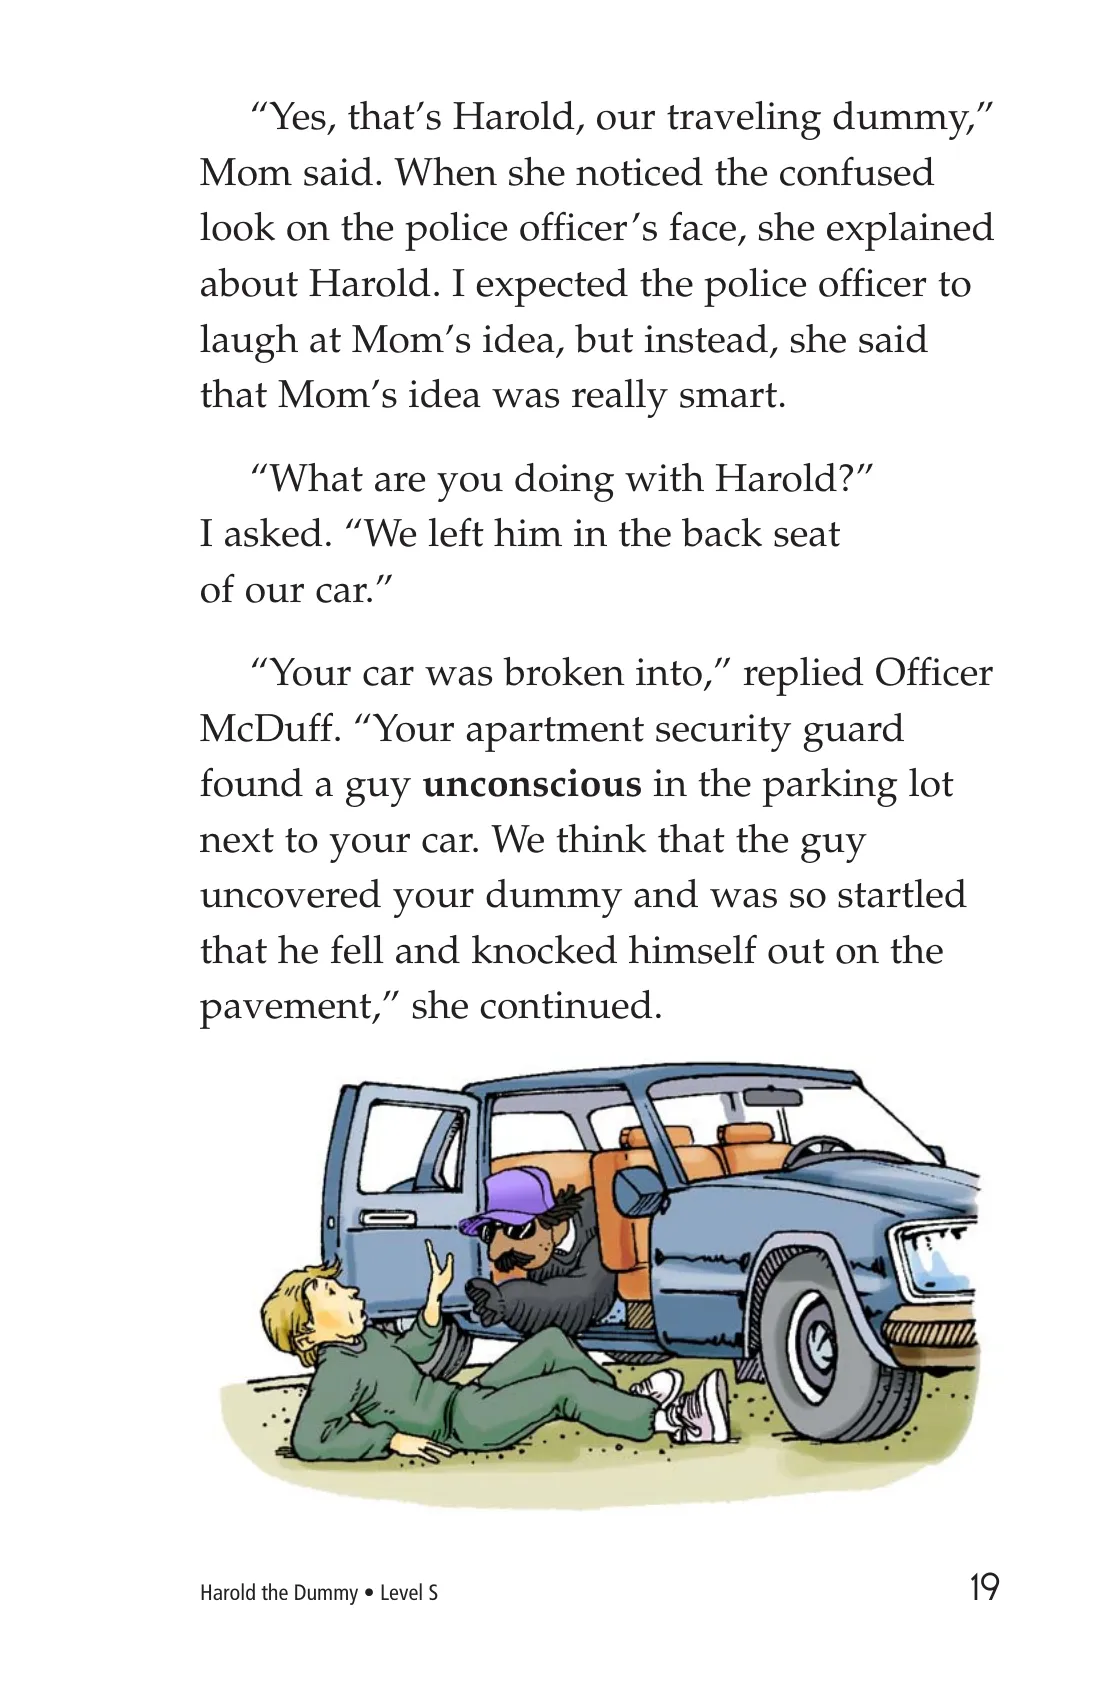 “Yes, that’s Harold, our traveling dummy,”
Mom said. When she noticed the confused
look on the police officer’s face, she explained
about Harold. I expected the police officer to
laugh at Mom’s idea, but instead, she said
that Mom’s idea was really smart.
“What are you doing with Harold?”
I asked. “We left him in the back seat
of our car.”
“Your car was broken into,” replied Officer
McDuff. “Your apartment security guard
found a guy unconscious in the parking lot
next to your car. We think that the guy
uncovered your dummy and was so startled
that he fell and knocked himself out on the
pavement,” she continued.
Harold the Dummy • Level S
19